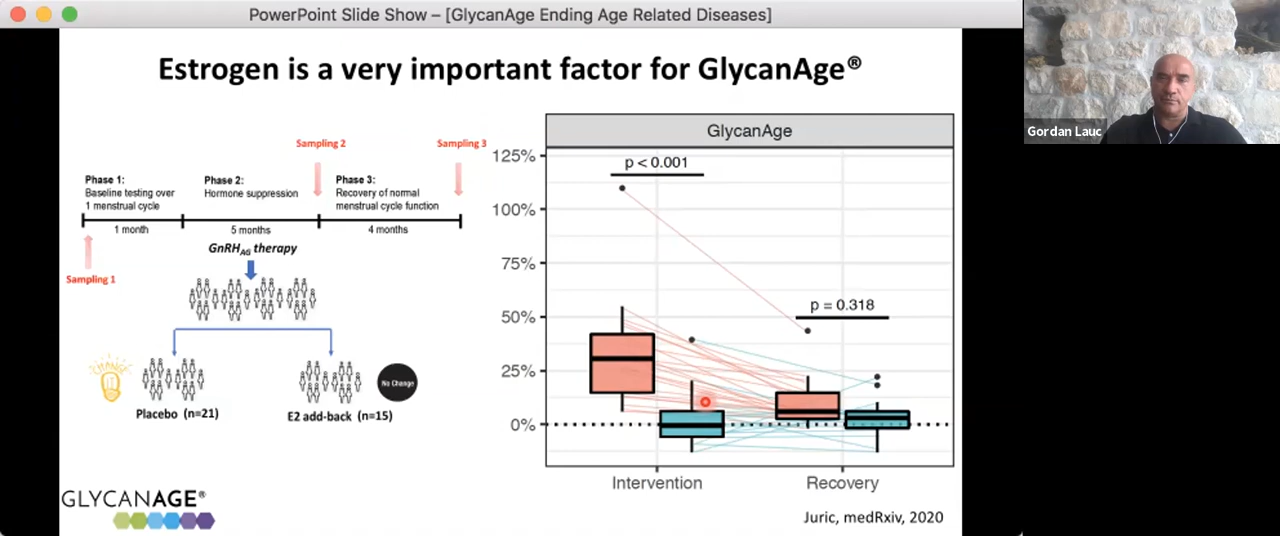 PowerPoint Slide Show – [GlycanAge Ending Age Related Diseases]
Estrogen is a very important factor for GlycanAge®
Sampling 2
Sampling 3
Phase 1:
Baseline testing over
1 menstrual cycle
Phase 2:
Hormone suppression
Phase 3:
Recovery of normal
menstrual cycle function
1 month
5 months
4 months
Sampling 1
GnRHAG therapy
CHANGE
Placebo (n=21)
E2 add-back (n=15)
No Change
GlycanAge
p < 0.001
p = 0.318
125%
100%
75%
50%
25%
0%
Intervention
Recovery
GLYCANAGE®
Juric, medRxiv, 2020
Gordan Lauc